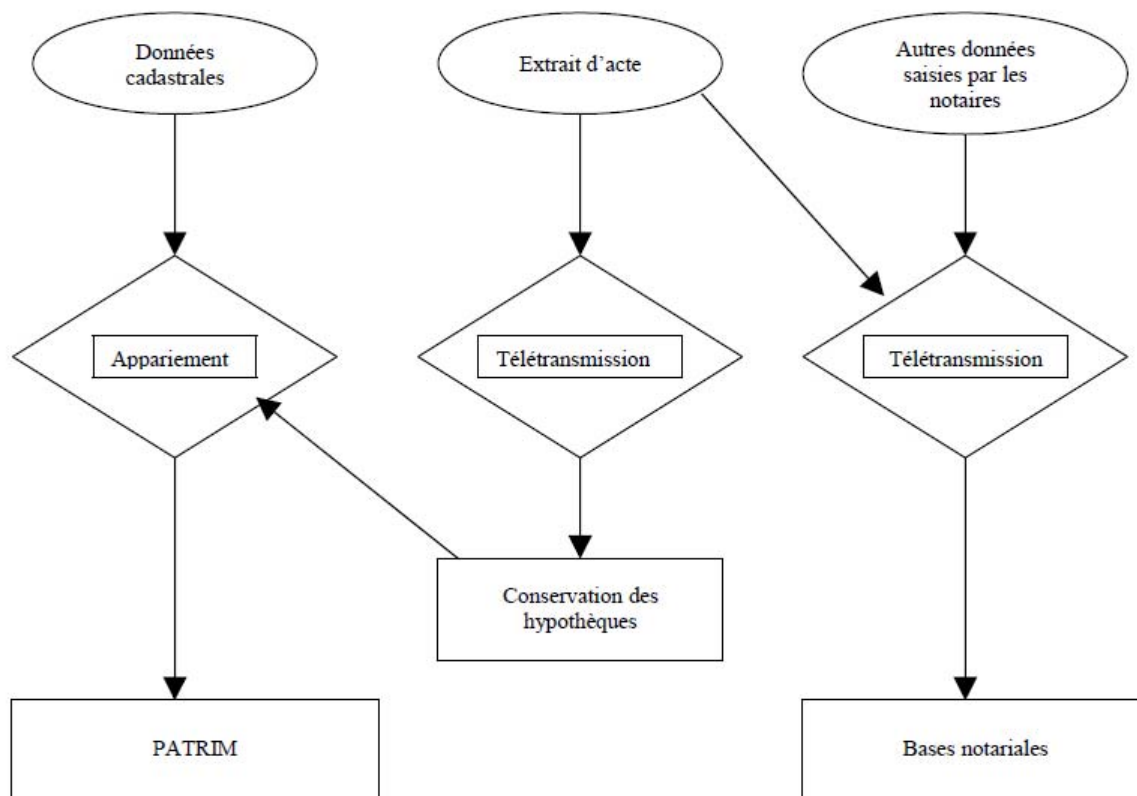 Données
cadastrales
Extrait d’acte
Autres données
saisies par les
notaires
Appariement
Télétransmission
Télétransmission
Conservation des
hypothèques
PATRIM
Bases notariales